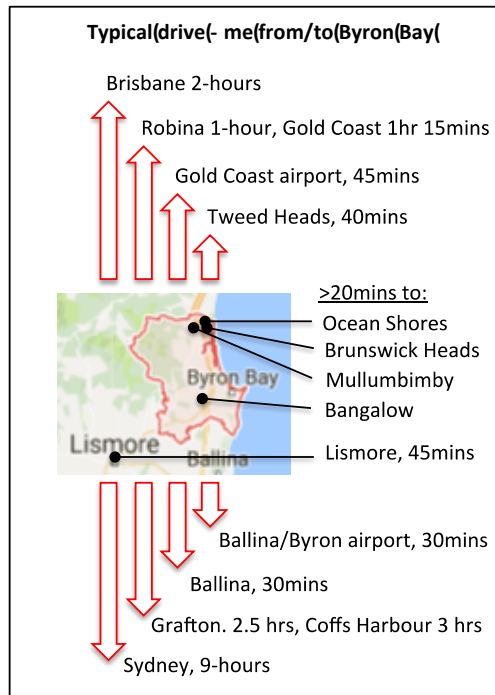 Typical(drive(- me(from/to(Byron(Bay(
Brisbane 2-hours
Robina 1-hour, Gold Coast 1hr 15mins
Gold Coast airport, 45mins
Tweed Heads, 40mins
>20mins to:
Ocean Shores
Brunswick Heads
Mullumbimby
Byron Bay
Bangalow
Lismore
Lismore, 45mins
Ballina
Ballina/Byron airport, 30mins
Ballina, 30mins
Grafton. 2.5 hrs, Coffs Harbour 3 hrs
Sydney, 9-hours